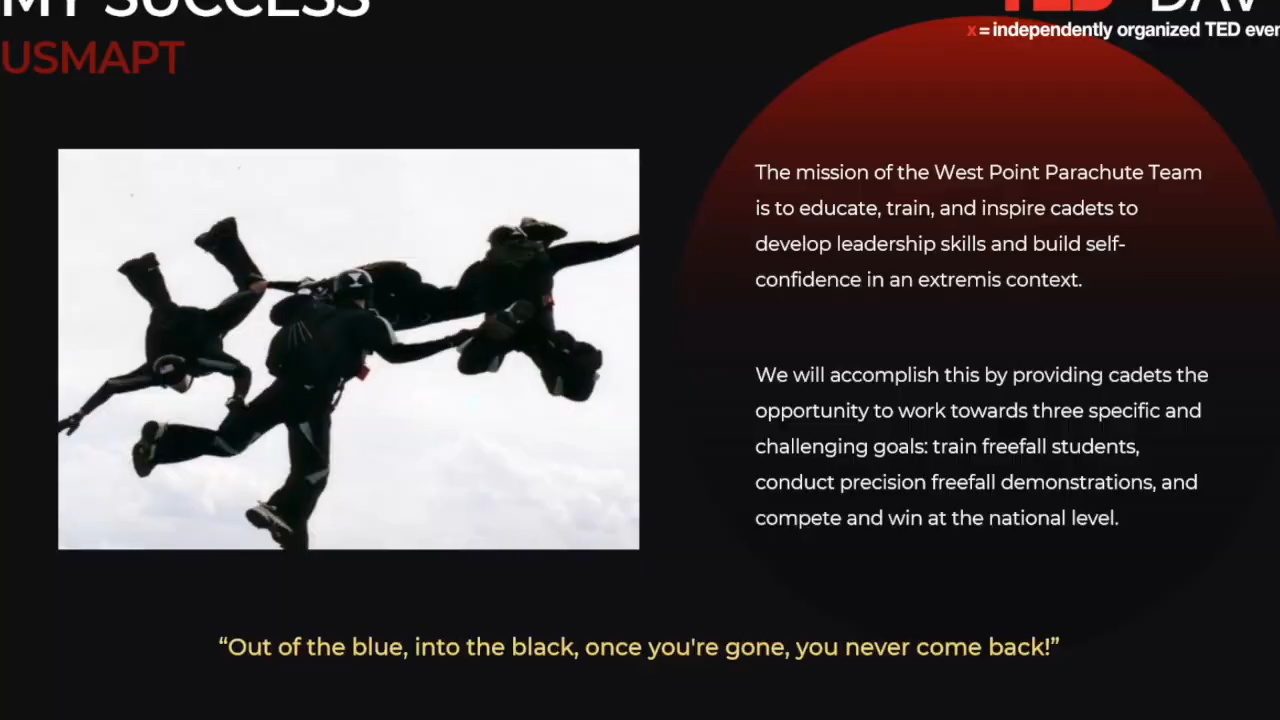 MY SUCCESS
USMAPT
TED
DAV
x = independently organized TED even
The mission of the West Point Parachute Team
is to educate, train, and inspire cadets to
develop leadership skills and build self-
confidence in an extremis context.
We will accomplish this by providing cadets the
opportunity to work towards three specific and
challenging goals: train freefall students,
conduct precision freefall demonstrations, and
compete and win at the national level.
“Out of the blue, into the black, once you're gone, you never come back!”